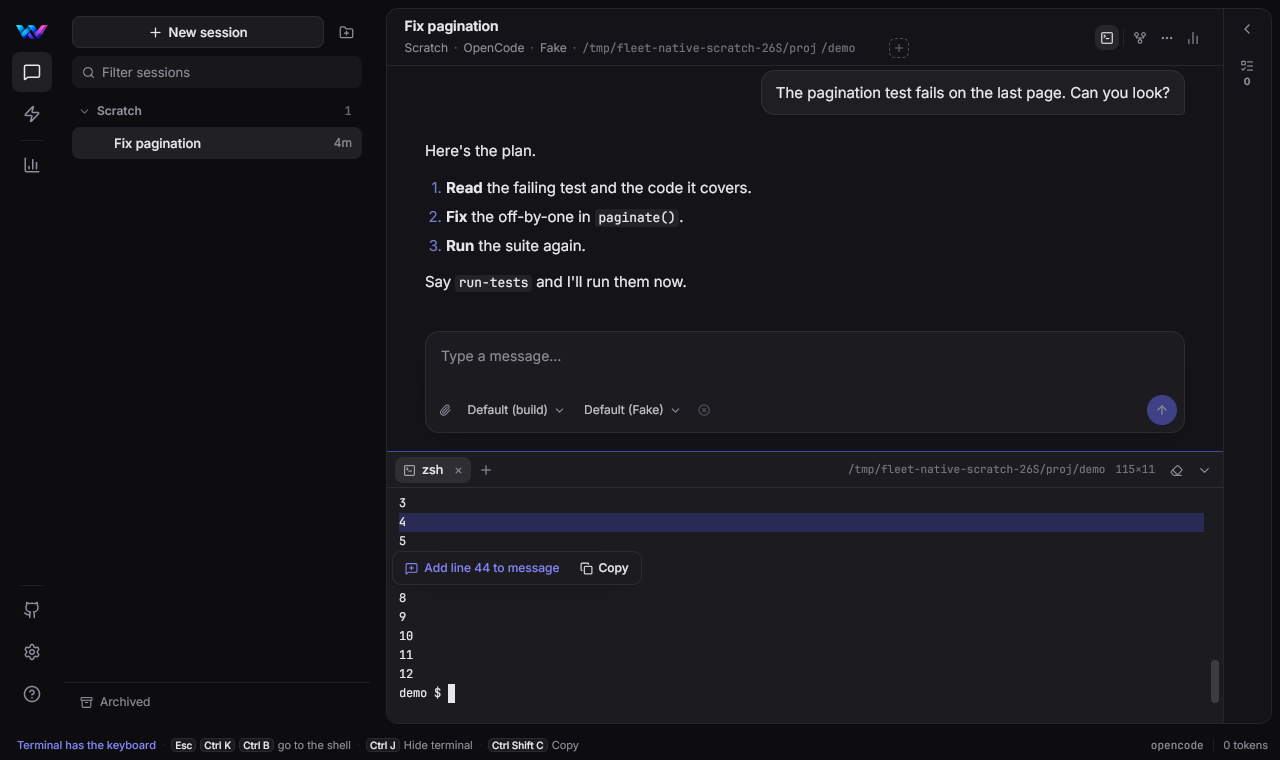 New session
Filter sessions
Scratch 1
Fix pagination 4m
Archived
Fix pagination
Scratch · OpenCode · Fake · /tmp/fleet-native-scratch-26S/proj /demo
0
The pagination test fails on the last page. Can you look?
Here's the plan.
1. Read the failing test and the code it covers.
2. Fix the off-by-one in paginate().
3. Run the suite again.
Say run-tests and I'll run them now.
Type a message...
Default (build) Default (Fake)
zsh /tmp/fleet-native-scratch-26S/proj/demo 115×11
3
4
5
Add line 44 to message Copy
8
9
10
11
12
demo $
Terminal has the keyboard · Esc Ctrl K Ctrl B go to the shell · Ctrl J Hide terminal · Ctrl Shift C Copy opencode 0 tokens